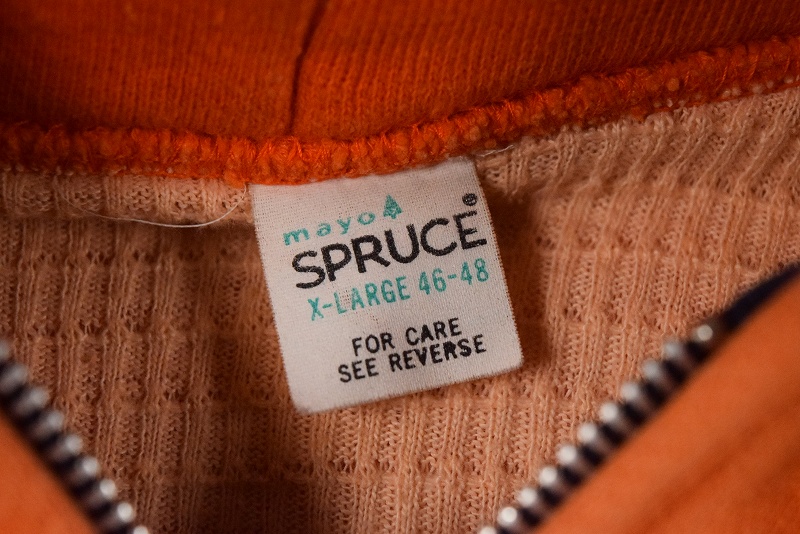 mayo
SPRUCE®
X-LARGE 46-48
FOR CARE
SEE REVERSE